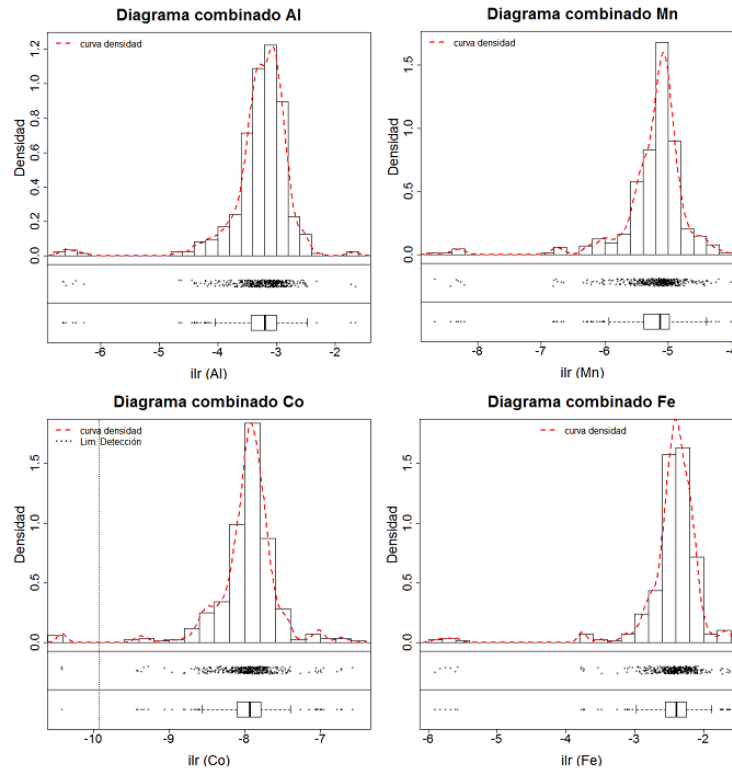 Diagrama combinado Al
curva densidad
Densidad
0.0 0.2 0.4 0.6 0.8 1.0 1.2
-6 -5 -4 -3 -2
ilr (Al)
Diagrama combinado Mn
curva densidad
Densidad
0.0 0.5 1.0 1.5
-8 -7 -6 -5 -4
ilr (Mn)
Diagrama combinado Co
curva densidad
Lim. Detección
Densidad
0.0 0.5 1.0 1.5
-10 -9 -8 -7
ilr (Co)
Diagrama combinado Fe
curva densidad
Densidad
0.0 0.5 1.0 1.5
-6 -5 -4 -3 -2
ilr (Fe)